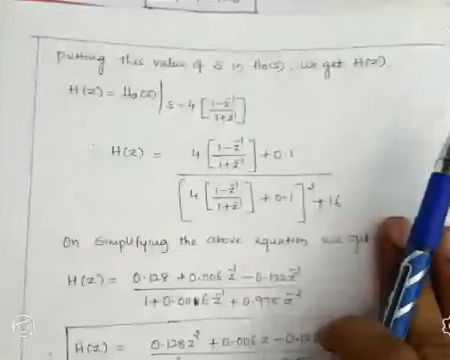 Putting this value of s in Ha(s), we get H(z).
H(z) = Ha(s)|s=4[(1-z⁻¹)/(1+z⁻¹)]
H(z) = 4[(1-z⁻¹)/(1+z⁻¹)] + 0.1
[4[(1-z⁻¹)/(1+z⁻¹)] + 0.1]² + 16
On simplifying the above equation we get
H(z) = 0.128 + 0.006 z⁻¹ - 0.122 z⁻²
1 + 0.0006 z⁻¹ + 0.975 z⁻²
H(z) = 0.128 z² + 0.006 z - 0.12